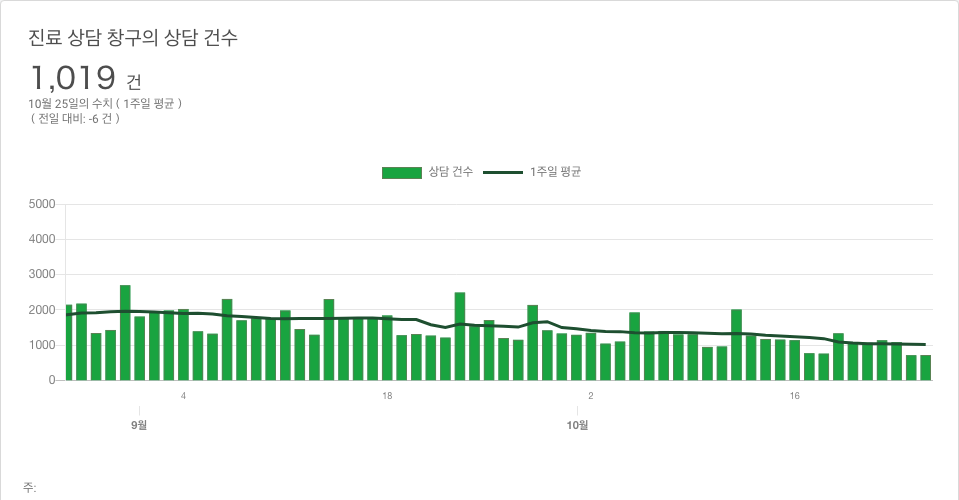 진료 상담 창구의 상담 건수
1,019 건
10월 25일의 수치 ( 1주일 평균 )
( 전일 대비: -6 건 )
상담 건수 1주일 평균
5000
4000
3000
2000
1000
0
4 18 2 16
9월 10월
주: